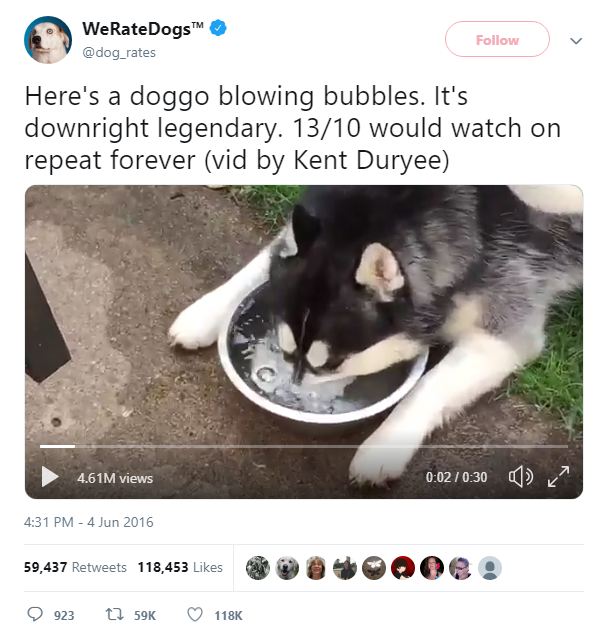 WeRateDogs™
@dog_rates
Follow
Here's a doggo blowing bubbles. It's
downright legendary. 13/10 would watch on
repeat forever (vid by Kent Duryee)
4.61M views
0:02 / 0:30
4:31 PM - 4 Jun 2016
59,437 Retweets 118,453 Likes
923 59K 118K